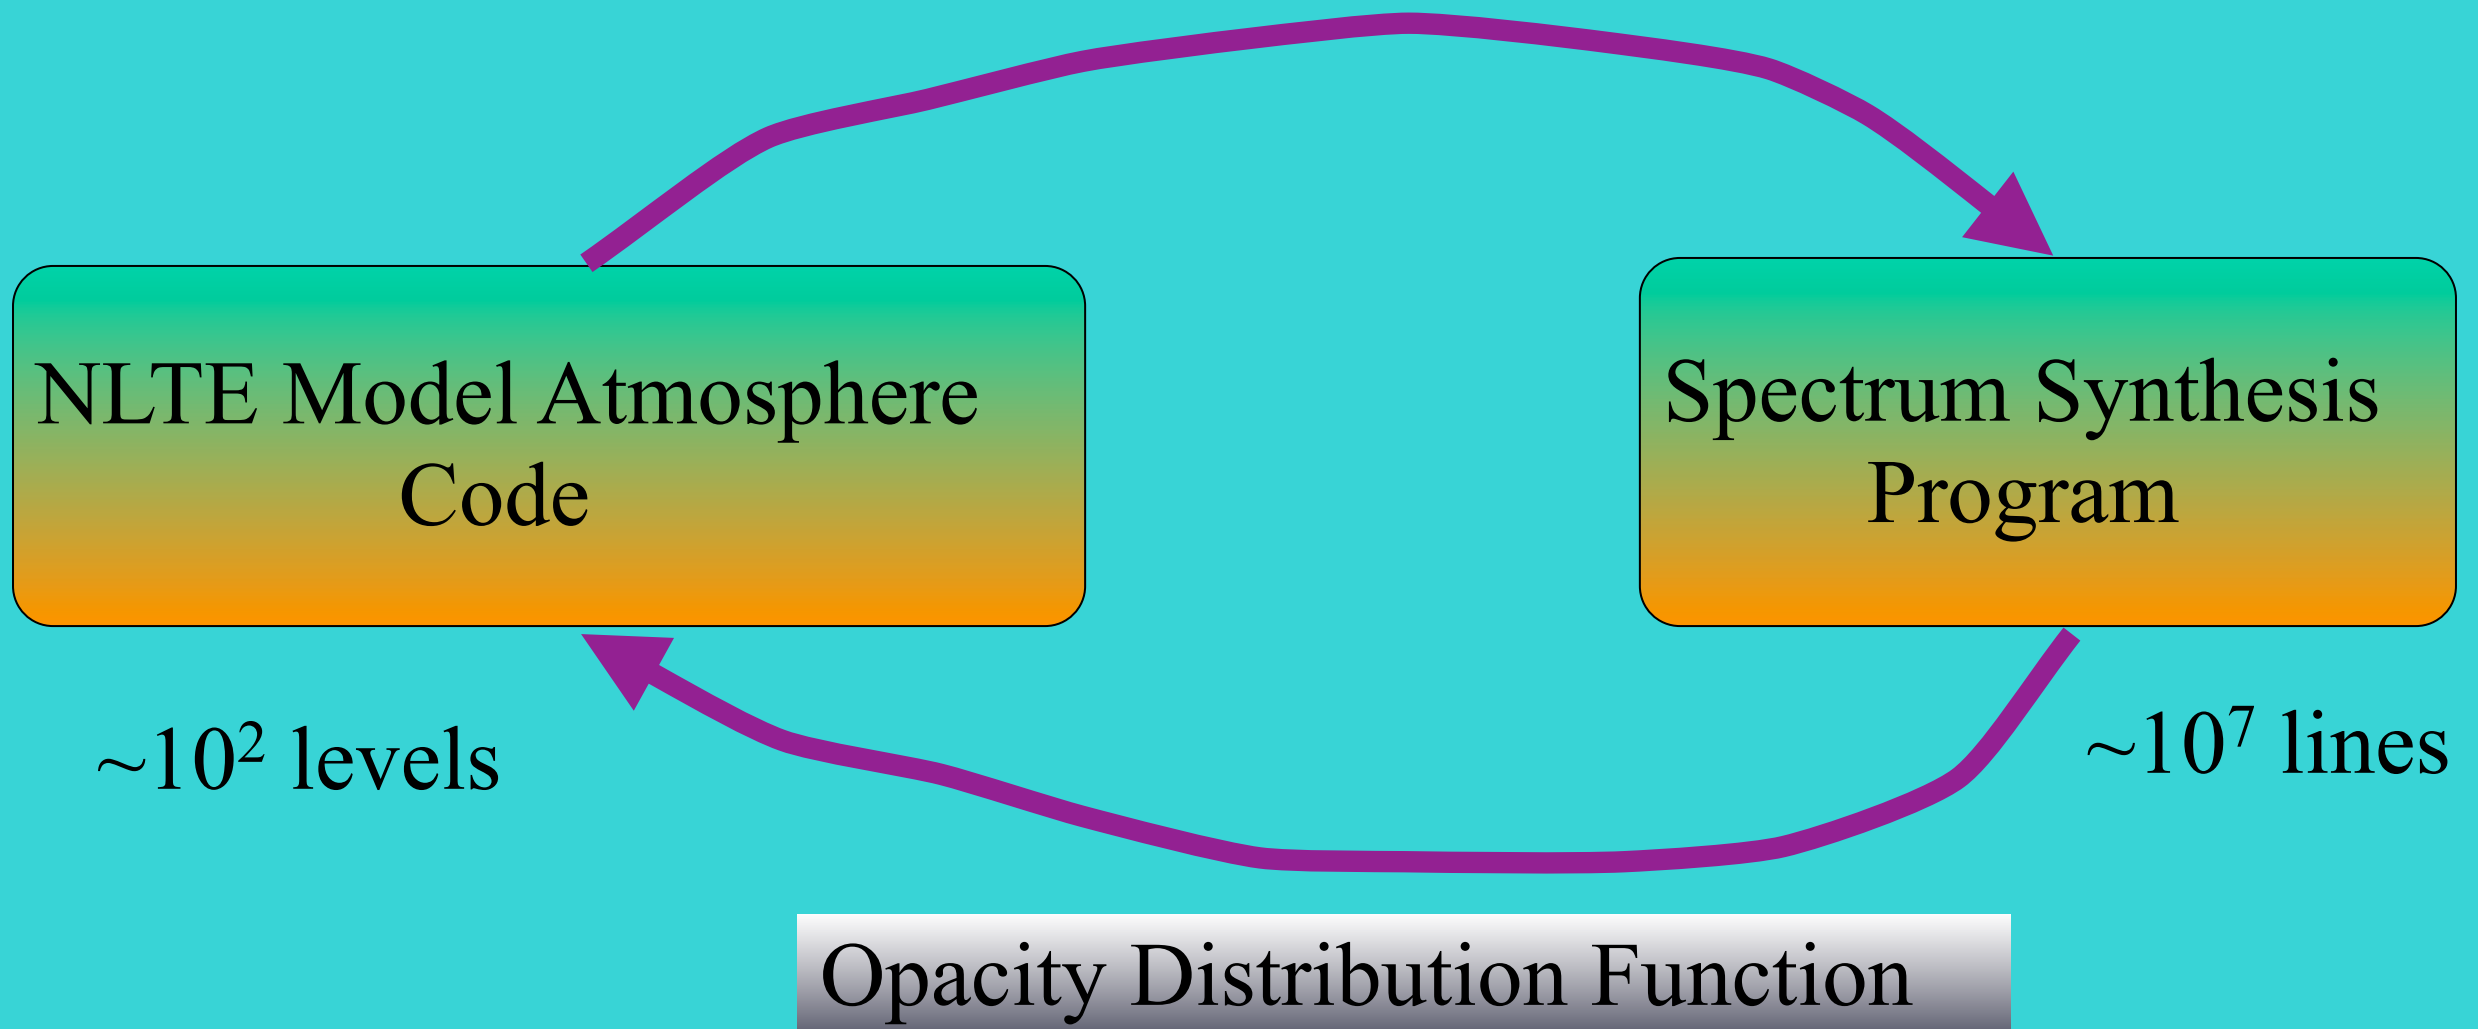 NLTE Model Atmosphere
Code
Spectrum Synthesis
Program
~10² levels
~10⁷ lines
Opacity Distribution Function